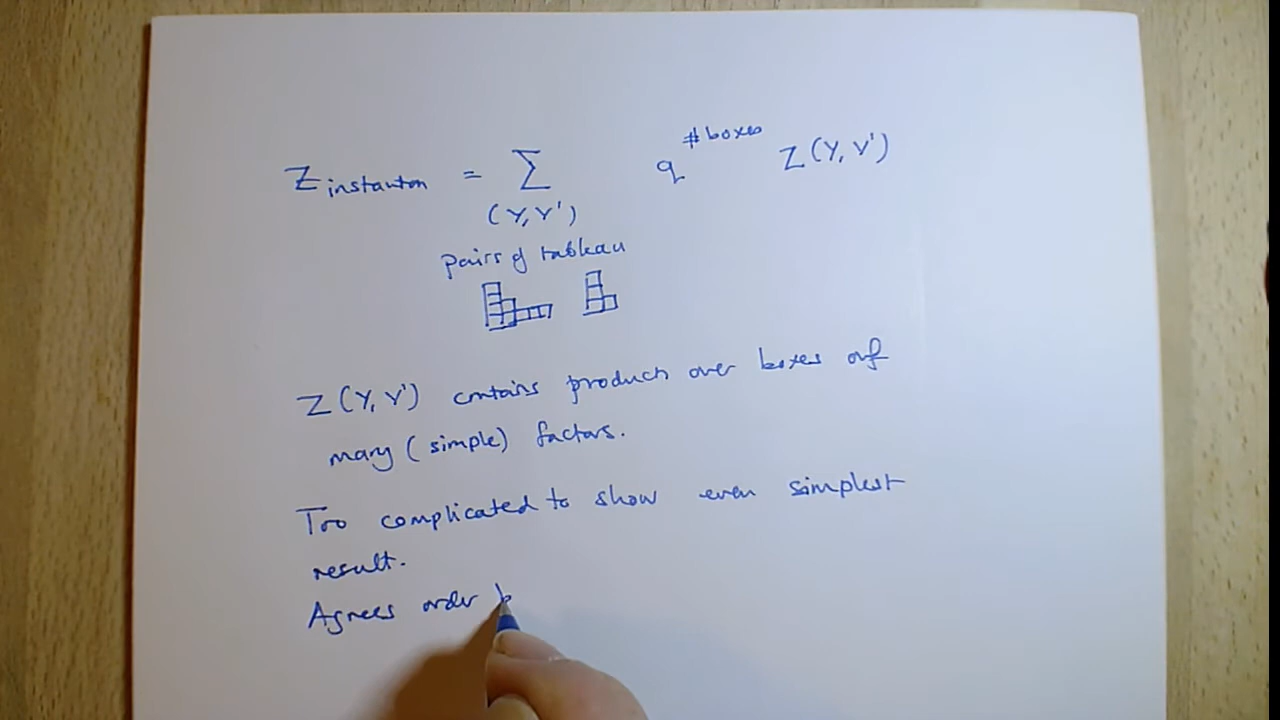 Z instanton = Σ q #boxes Z(Y, Y')
(Y, Y')
pairs of tableau
Z(Y, Y') contains product over boxes of
many (simple) factors.
Too complicated to show even simplest
result.
Agrees order b